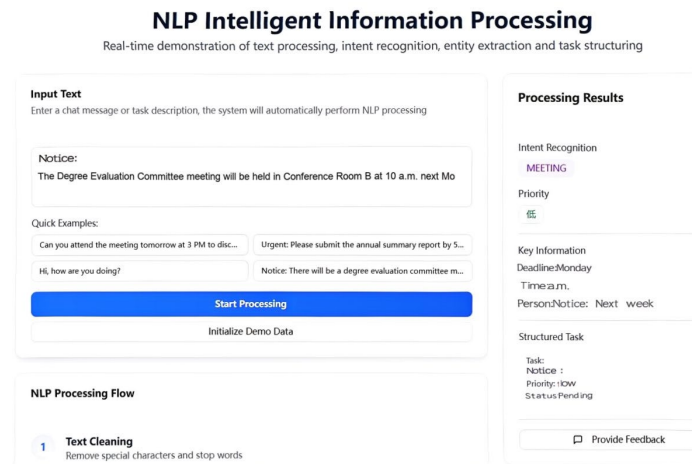 NLP Intelligent Information Processing
Real-time demonstration of text processing, intent recognition, entity extraction and task structuring
Input Text
Enter a chat message or task description, the system will automatically perform NLP processing
Notice:
The Degree Evaluation Committee meeting will be held in Conference Room B at 10 a.m. next Mo
Quick Examples:
Can you attend the meeting tomorrow at 3 PM to disc...
Urgent: Please submit the annual summary report by 5...
Hi, how are you doing?
Notice: There will be a degree evaluation committee m...
Start Processing
Initialize Demo Data
NLP Processing Flow
1
Text Cleaning
Remove special characters and stop words
Processing Results
Intent Recognition
MEETING
Priority
低
Key Information
Deadline:Monday
Time:a.m.
Person:Notice: Next week
Structured Task
Task:
Notice :
Priority: low
Status Pending
Provide Feedback